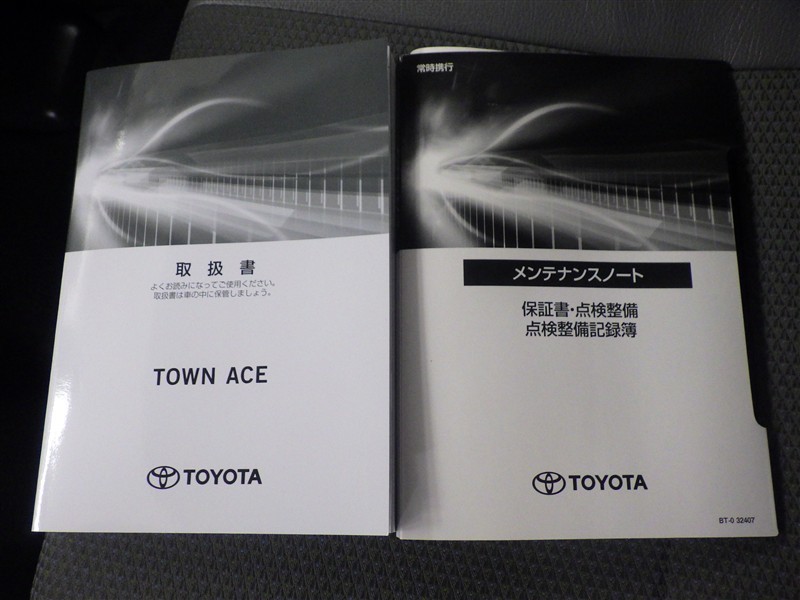 取扱書
よくお読みになってご使用ください。
取扱書は車の中に保管しましょう。
TOWN ACE
TOYOTA
常時携行
メンテナンスノート
保証書・点検整備
点検整備記録簿
TOYOTA
BT-0 32407